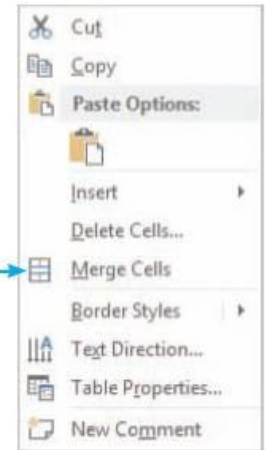 Cut
Copy
Paste Options:
Insert
Delete Cells...
Merge Cells
Border Styles
Text Direction...
Table Properties...
New Comment